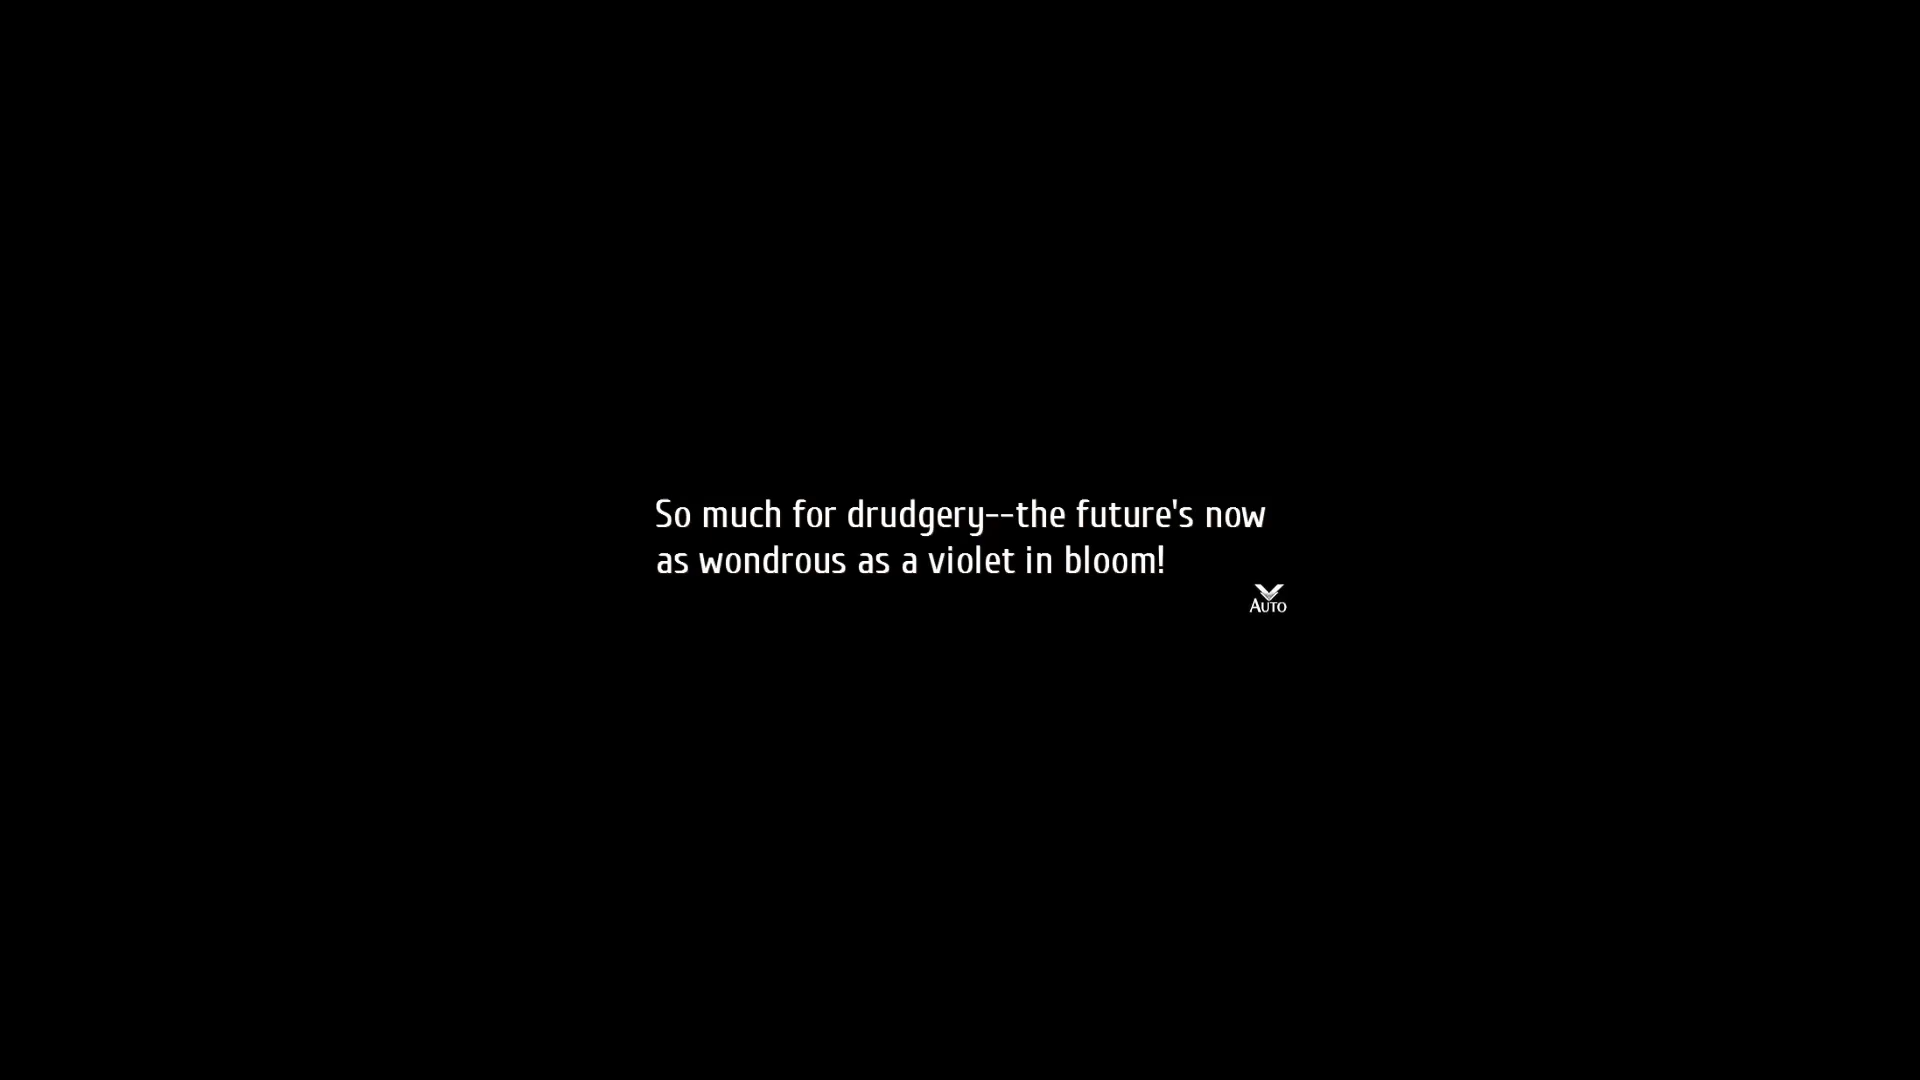 So much for drudgery--the future's now
as wondrous as a violet in bloom!
AUTO